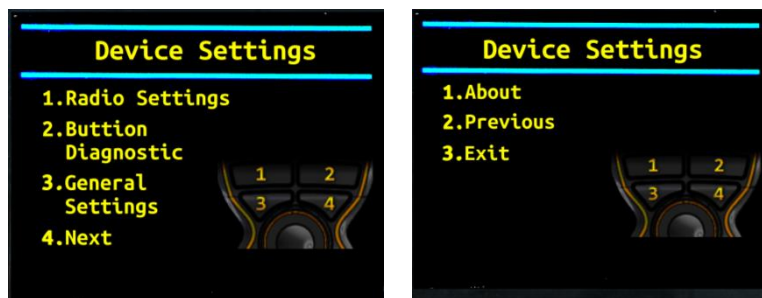 Device Settings
1.Radio Settings
2.Buttion
Diagnostic
3.General
Settings
4.Next
1 2
3 4
Device Settings
1.About
2.Previous
3.Exit
1 2
3 4